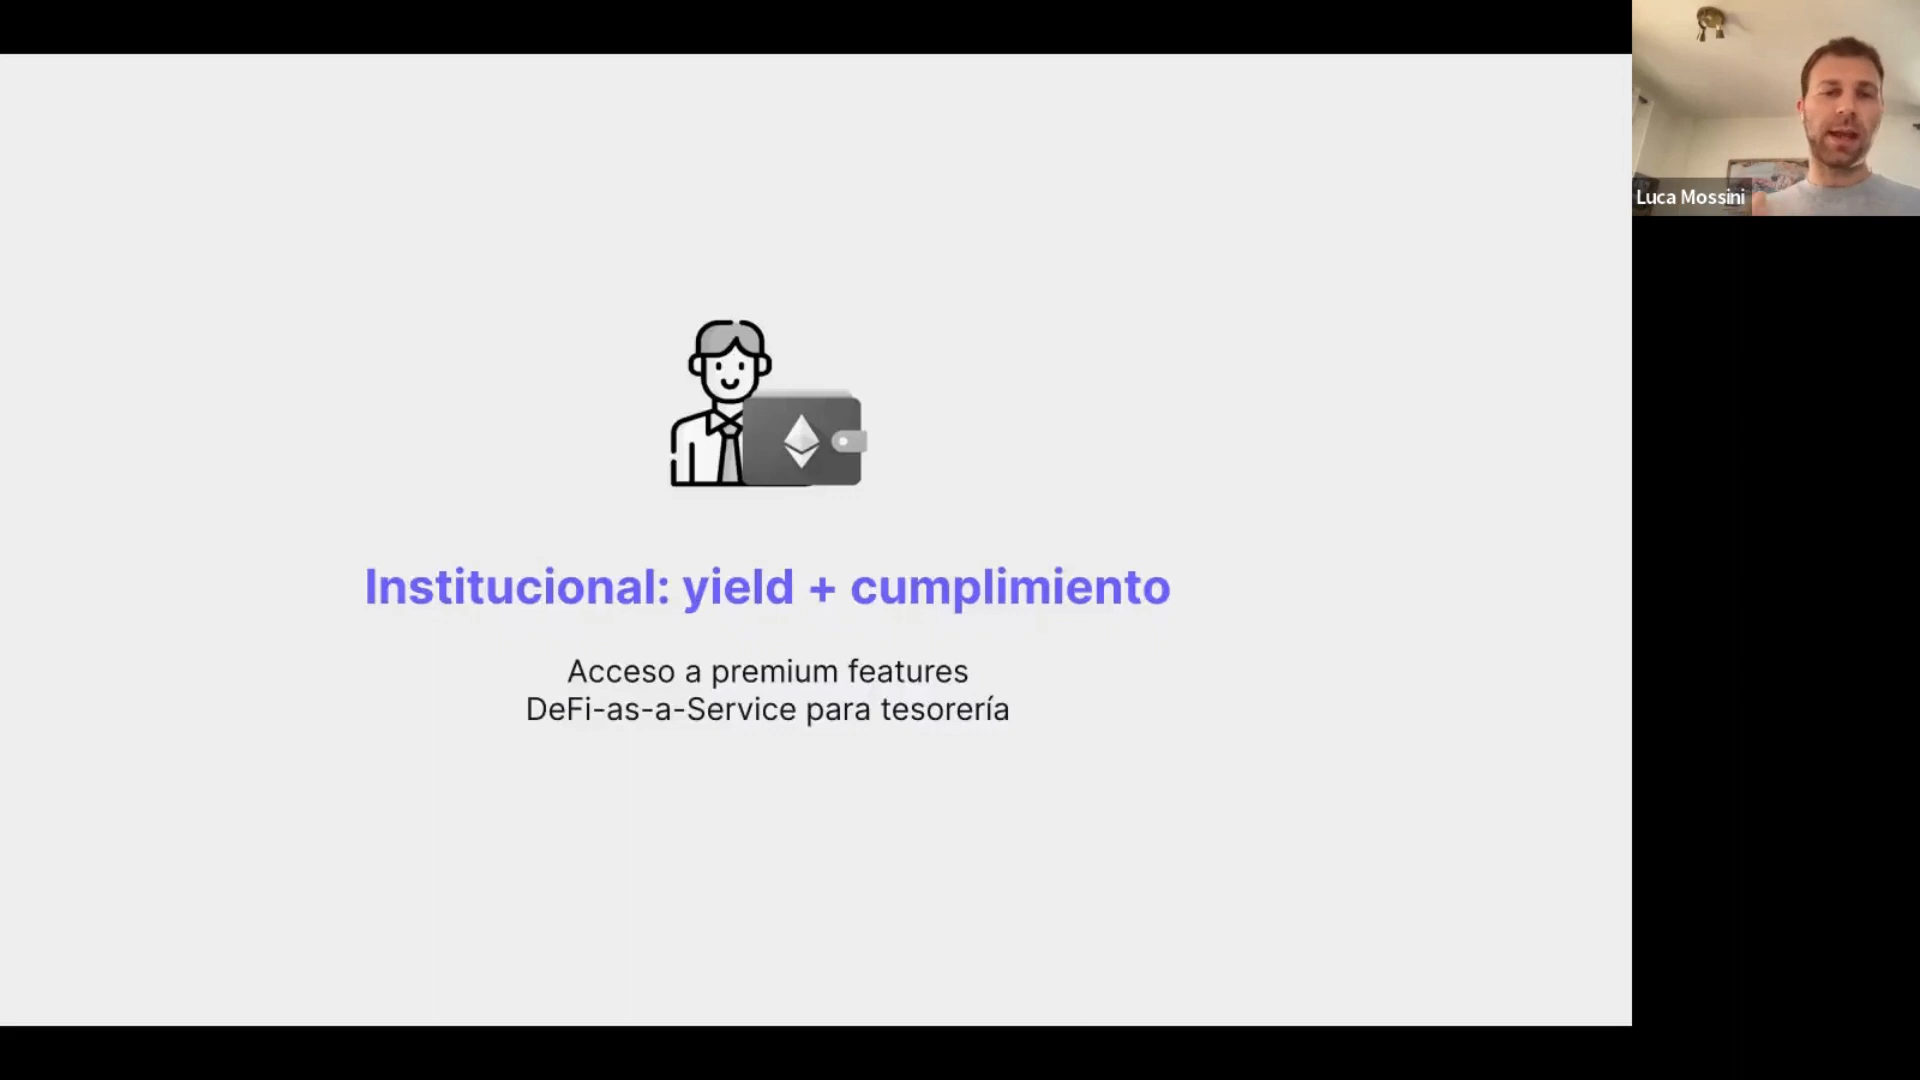 Institucional: yield + cumplimiento
Acceso a premium features
DeFi-as-a-Service para tesorería
Luca Mossini